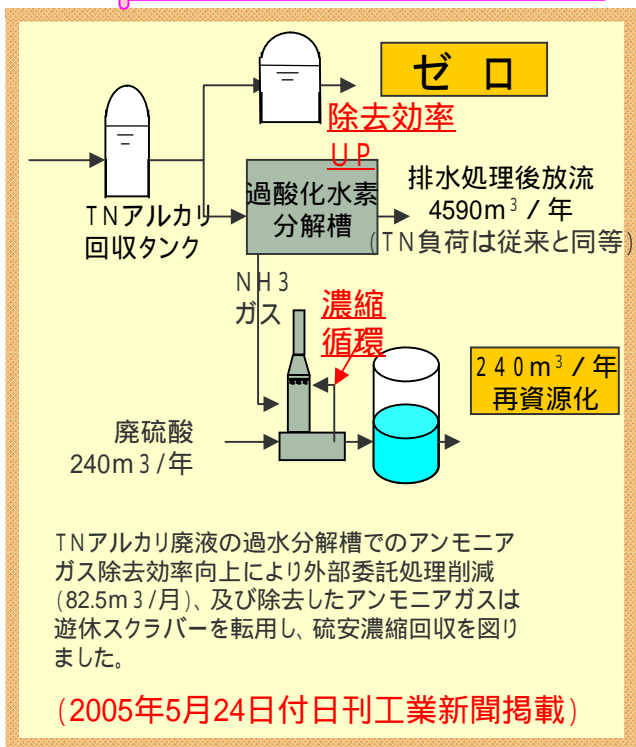 ゼ ロ
除去効率
UP
TNアルカリ
回収タンク
過酸化水素
分解槽
排水処理後放流
4590m³/年
(TN負荷は従来と同等)
NH3
ガス
濃縮
循環
240m³/年
再資源化
廃硫酸
240m3/年
TNアルカリ廃液の過水分解槽でのアンモニア
ガス除去効率向上により外部委託処理削減
(82.5m3/月)、及び除去したアンモニアガスは
遊休スクラバーを転用し、硫安濃縮回収を図り
ました。
(2005年5月24日付日刊工業新聞掲載)